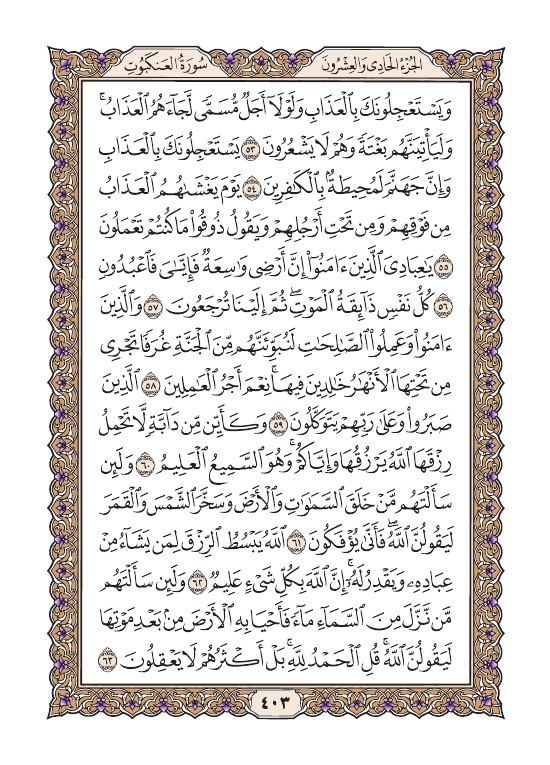 الجُزْءُ الحَادِي وَالعِشْرُونَ
سُورَةُ العَنكَبُوتِ
وَيَسْتَعْجِلُونَكَ بِالْعَذَابِ وَلَوْلَآ أَجَلٌ مُّسَمًّى لَّجَآءَهُمُ الْعَذَابُۚ
وَلَيَأْتِيَنَّهُم بَغْتَةً وَهُمْ لَا يَشْعُرُونَ ٥٣ يَسْتَعْجِلُونَكَ بِالْعَذَابِ
وَإِنَّ جَهَنَّمَ لَمُحِيطَةٌۢ بِالْكَٰفِرِينَ ٥٤ يَوْمَ يَغْشَىٰهُمُ الْعَذَابُ
مِن فَوْقِهِمْ وَمِن تَحْتِ أَرْجُلِهِمْ وَيَقُولُ ذُوقُوا۟ مَا كُنتُمْ تَعْمَلُونَ
٥٥ يَٰعِبَادِيَ الَّذِينَ ءَامَنُوٓا۟ إِنَّ أَرْضِى وَٰسِعَةٌ فَإِيَّٰىَ فَاعْبُدُونِ
٥٦ كُلُّ نَفْسٍ ذَآئِقَةُ الْمَوْتِۖ ثُمَّ إِلَيْنَا تُرْجَعُونَ ٥٧ وَالَّذِينَ
ءَامَنُوا۟ وَعَمِلُوا۟ الصَّٰلِحَٰتِ لَنُبَوِّئَنَّهُم مِّنَ الْجَنَّةِ غُرَفًا تَجْرِى
مِن تَحْتِهَا الْأَنْهَٰرُ خَٰلِدِينَ فِيهَاۚ نِعْمَ أَجْرُ الْعَٰمِلِينَ ٥٨ الَّذِينَ
صَبَرُوا۟ وَعَلَىٰ رَبِّهِمْ يَتَوَكَّلُونَ ٥٩ وَكَأَيِّن مِّن دَآبَّةٍ لَّا تَحْمِلُ
رِزْقَهَا اللَّهُ يَرْزُقُهَا وَإِيَّاكُمْۚ وَهُوَ السَّمِيعُ الْعَلِيمُ ٦٠ وَلَئِن
سَأَلْتَهُم مَّنْ خَلَقَ السَّمَٰوَٰتِ وَالْأَرْضَ وَسَخَّرَ الشَّمْسَ وَالْقَمَرَ
لَيَقُولُنَّ اللَّهُۖ فَأَنَّىٰ يُؤْفَكُونَ ٦١ اللَّهُ يَبْسُطُ الرِّزْقَ لِمَن يَشَآءُ مِنْ
عِبَادِهِۦ وَيَقْدِرُ لَهُۥٓۚ إِنَّ اللَّهَ بِكُلِّ شَىْءٍ عَلِيمٌ ٦٢ وَلَئِن سَأَلْتَهُم
مَّن نَّزَّلَ مِنَ السَّمَآءِ مَآءً فَأَحْيَا بِهِ الْأَرْضَ مِنۢ بَعْدِ مَوْتِهَا
لَيَقُولُنَّ اللَّهُۚ قُلِ الْحَمْدُ لِلَّهِۚ بَلْ أَكْثَرُهُمْ لَا يَعْقِلُونَ ٦٣
٤٠٣